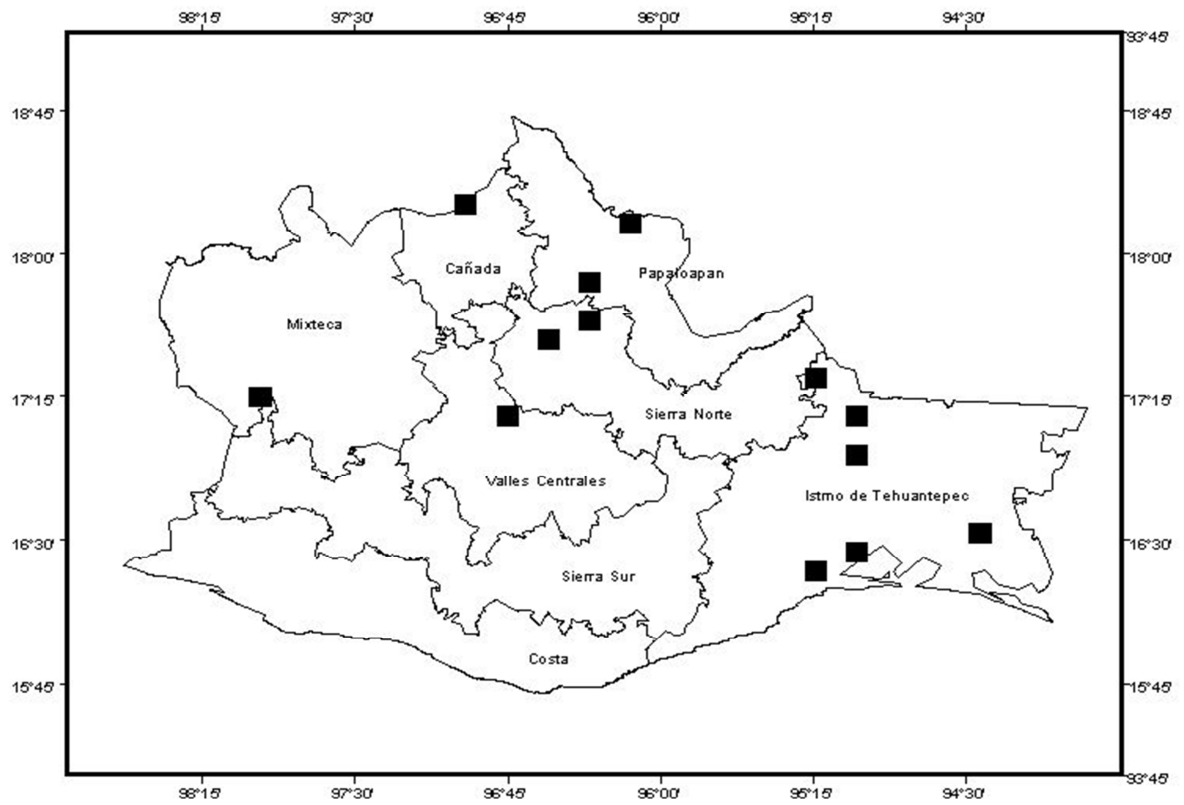 98°15' 97°30' 96°45' 96°00' 95°15' 94°30'
93°45'
18°45' 18°45'
18°00' 18°00'
Cañada
Papaloapan
Mixteca
17°15' 17°15'
Sierra Norte
Valles Centrales
Istmo de Tehuantepec
16°30' 16°30'
Sierra Sur
Costa
15°45' 15°45'
93°45'
98°15' 97°30' 96°45' 96°00' 95°15' 94°30'